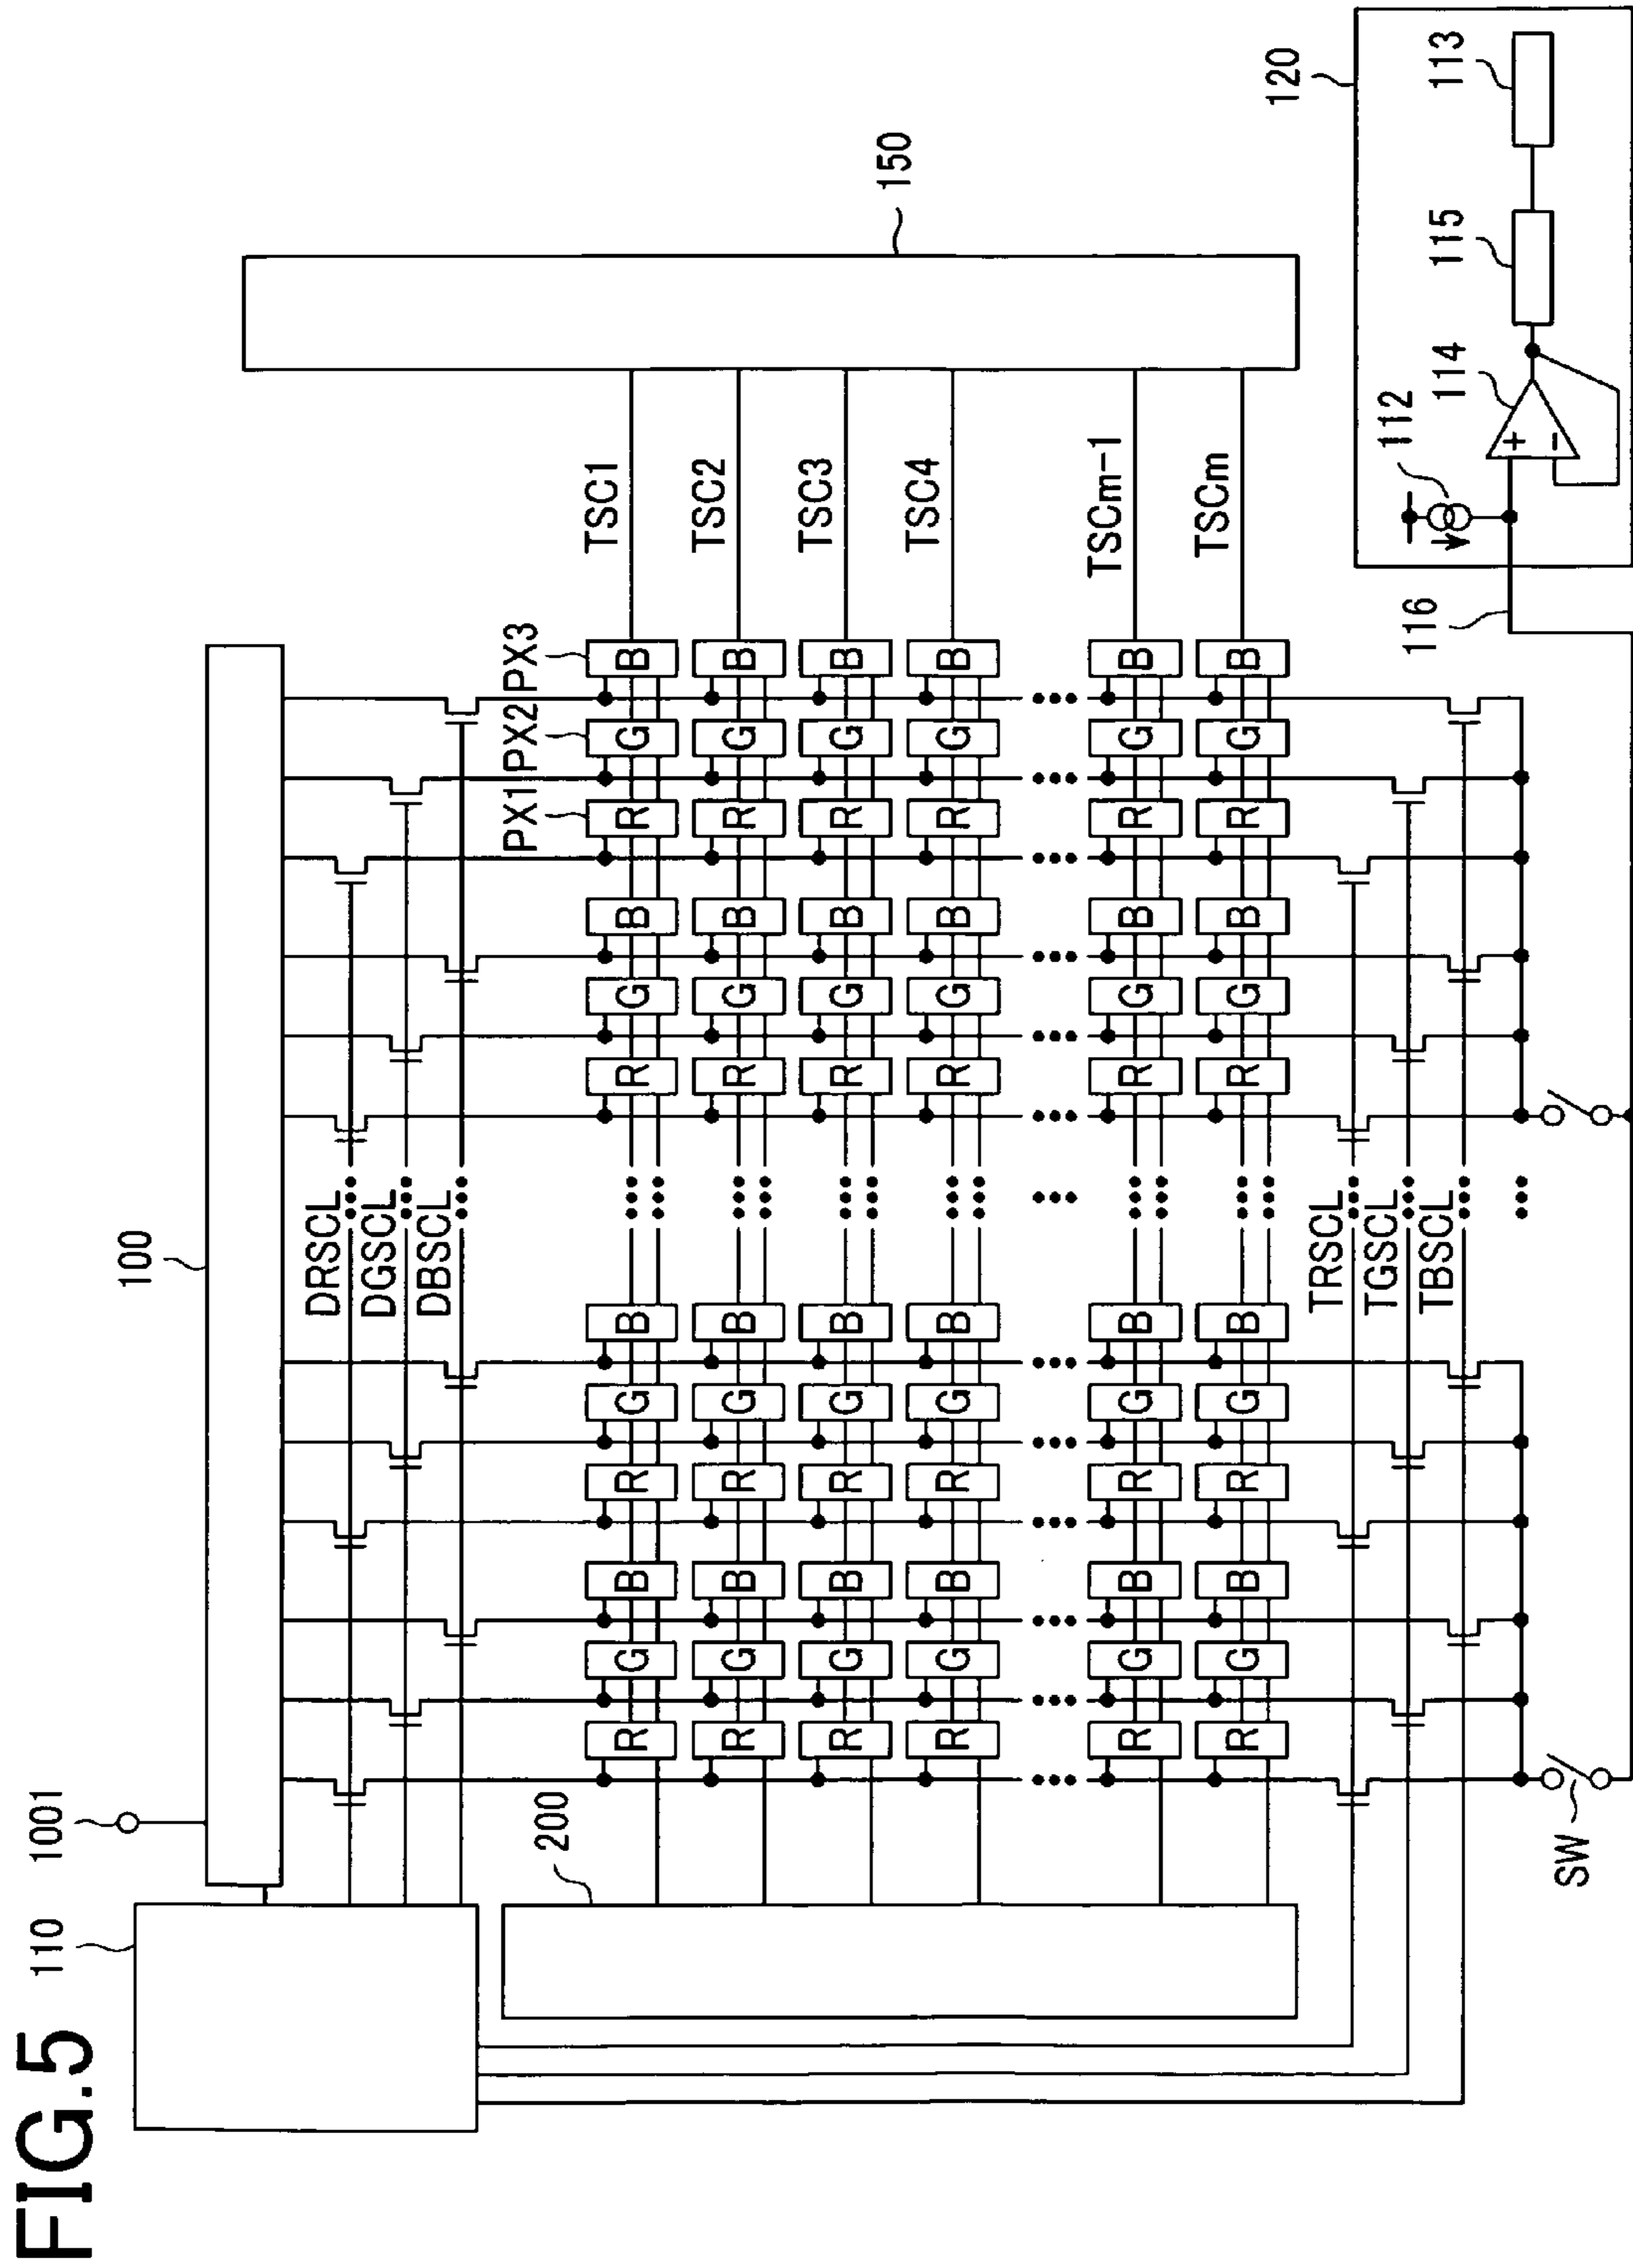 FIG.5
110
1001
100
DRSCL
DGSCL
DBSCL
PX1 PX2 PX3
200
150
R G B R G B R G B R G B TSC1
R G B R G B R G B R G B TSC2
R G B R G B R G B R G B TSC3
R G B R G B R G B R G B TSC4
R G B R G B R G B R G B TSCm-1
R G B R G B R G B R G B TSCm
TRSCL
TGSCL
TBSCL
120
112
116
114
115
113
+
-
SW